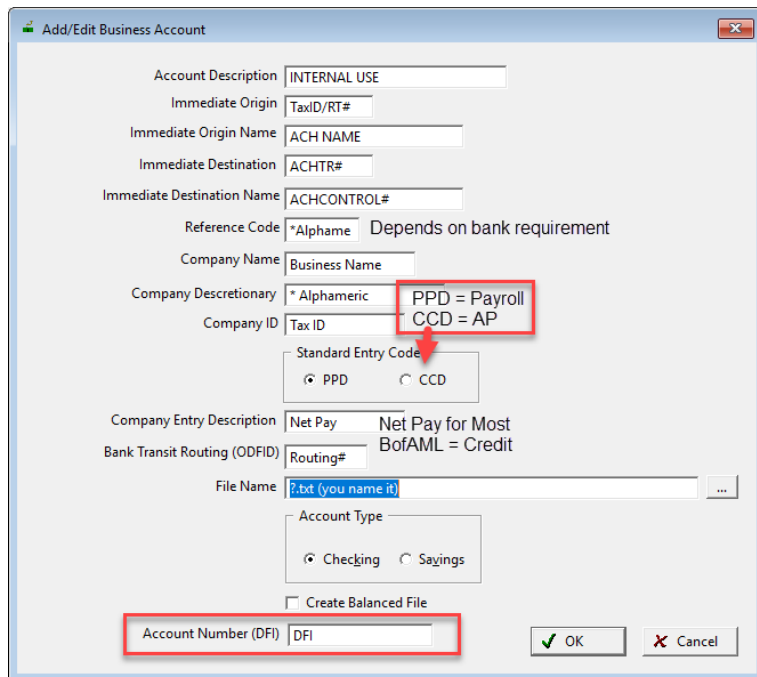 Add/Edit Business Account
Account Description INTERNAL USE
Immediate Origin TaxID/RT#
Immediate Origin Name ACH NAME
Immediate Destination ACHTR#
Immediate Destination Name ACHCONTROL#
Reference Code *Alphame Depends on bank requirement
Company Name Business Name
Company Descretionary * Alphameric PPD = Payroll
CCD = AP
Company ID Tax ID
Standard Entry Code
PPD CCD
Company Entry Description Net Pay Net Pay for Most
BofAML = Credit
Bank Transit Routing (ODFID) Routing#
File Name ?.txt (you name it) ...
Account Type
Checking Savings
Create Balanced File
Account Number (DFI) DFI OK Cancel